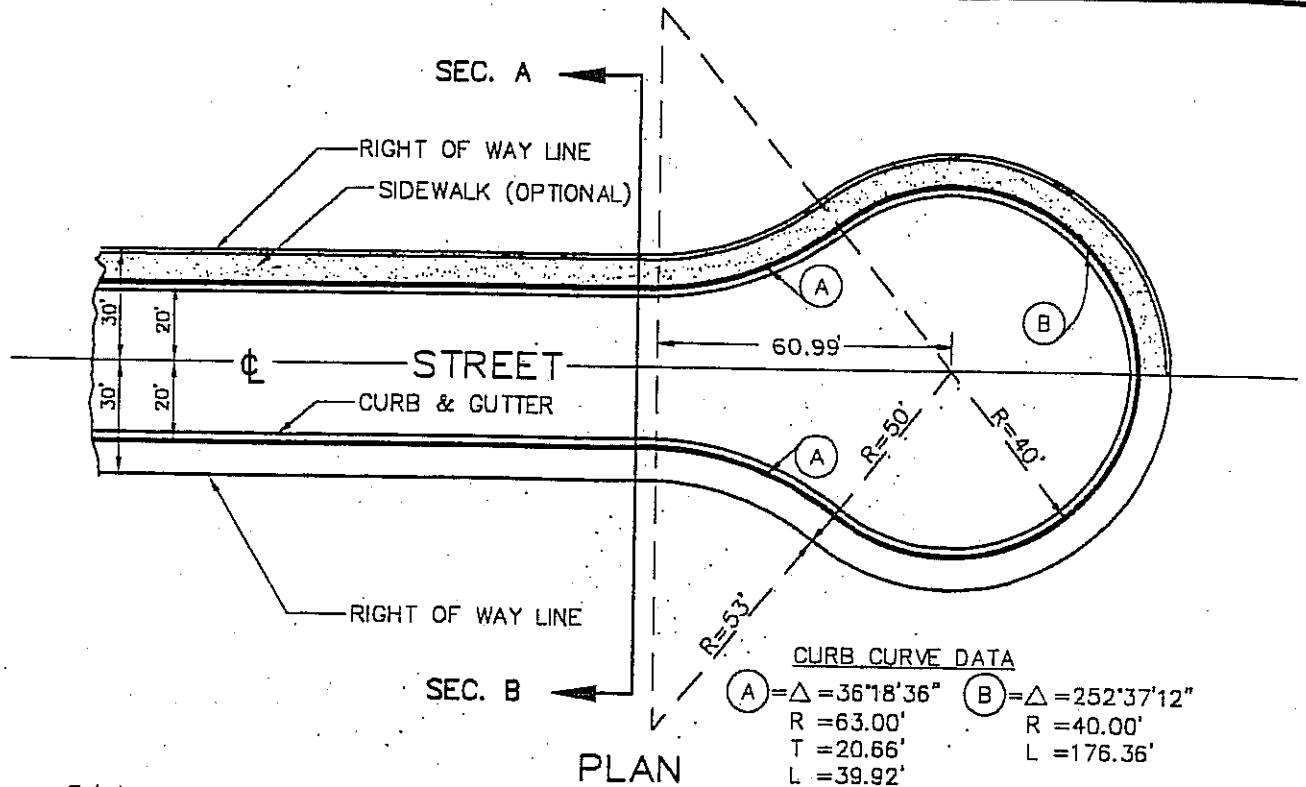 SEC. A
RIGHT OF WAY LINE
SIDEWALK (OPTIONAL)
A
B
30'
20'
60.99'
℄
STREET
30'
20'
CURB & GUTTER
A
R=50'
R=40'
RIGHT OF WAY LINE
R=53'
SEC. B
CURB CURVE DATA
A = Δ = 36°18'36" B = Δ = 252°37'12"
R = 63.00' R = 40.00'
T = 20.66' L = 176.36'
L = 39.92'
PLAN